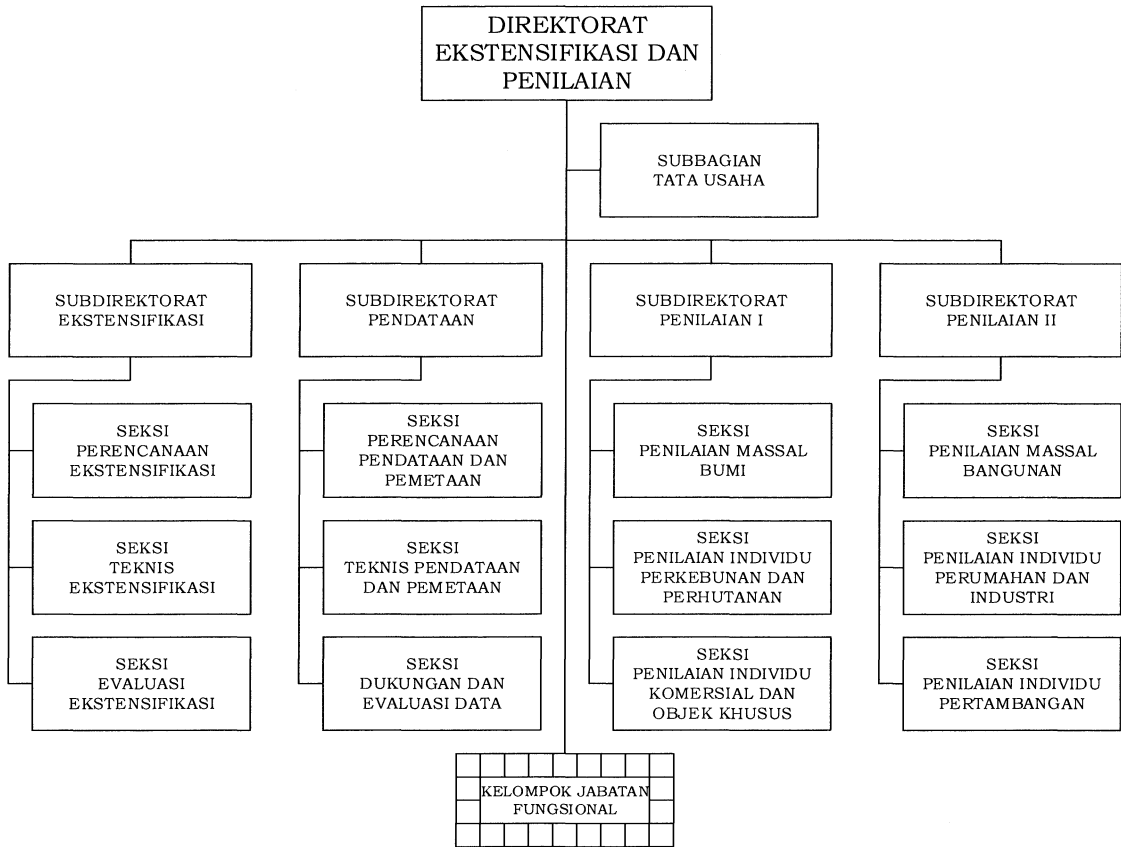 DIREKTORAT
EKSTENSIFIKASI DAN
PENILAIAN
SUBBAGIAN
TATA USAHA
SUBDIREKTORAT
EKSTENSIFIKASI
SUBDIREKTORAT
PENDATAAN
SUBDIREKTORAT
PENILAIAN I
SUBDIREKTORAT
PENILAIAN II
SEKSI
PERENCANAAN
EKSTENSIFIKASI
SEKSI
PERENCANAAN
PENDATAAN DAN
PEMETAAN
SEKSI
PENILAIAN MASSAL
BUMI
SEKSI
PENILAIAN MASSAL
BANGUNAN
SEKSI
TEKNIS
EKSTENSIFIKASI
SEKSI
TEKNIS PENDATAAN
DAN PEMETAAN
SEKSI
PENILAIAN INDIVIDU
PERKEBUNAN DAN
PERHUTANAN
SEKSI
PENILAIAN INDIVIDU
PERUMAHAN DAN
INDUSTRI
SEKSI
EVALUASI
EKSTENSIFIKASI
SEKSI
DUKUNGAN DAN
EVALUASI DATA
SEKSI
PENILAIAN INDIVIDU
KOMERSIAL DAN
OBJEK KHUSUS
SEKSI
PENILAIAN INDIVIDU
PERTAMBANGAN
KELOMPOK JABATAN
FUNGSIONAL